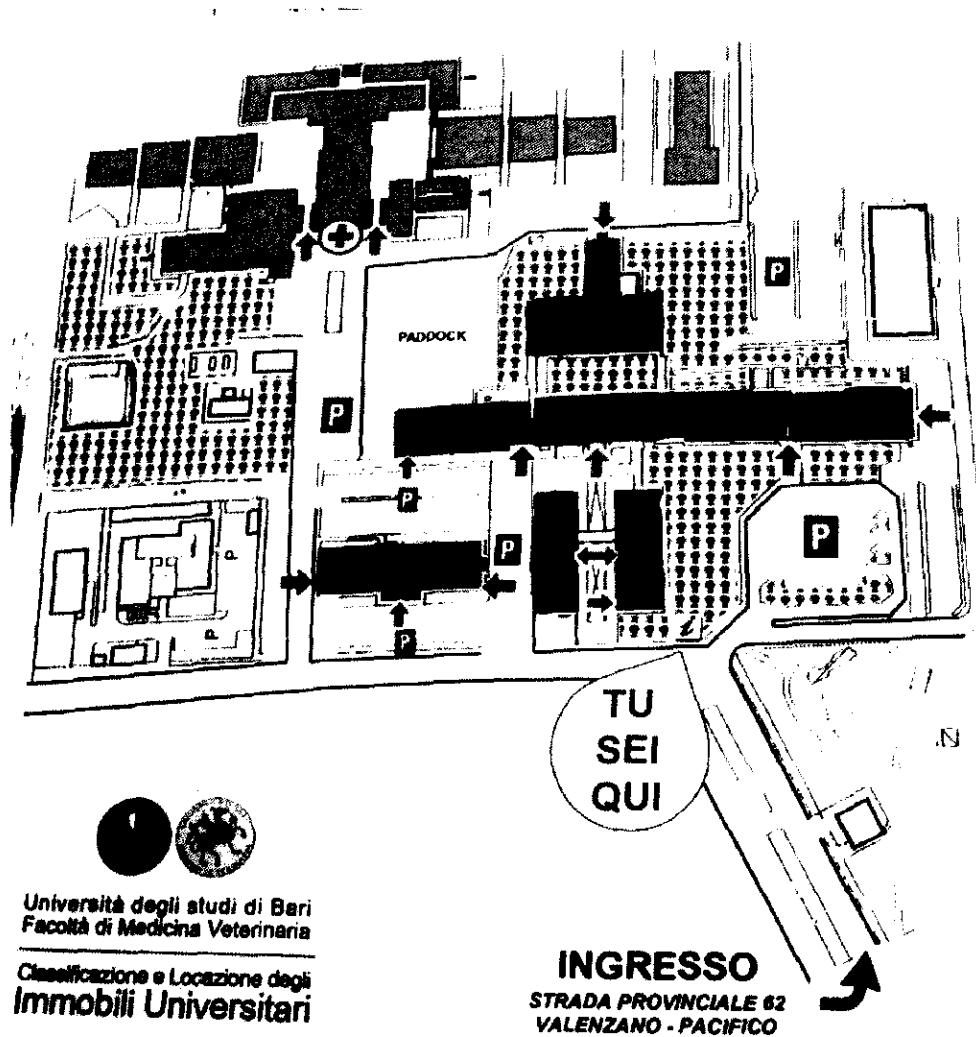 P
PADDOCK
P
P
P
P
P
P
P
P
TU
SEI
QUI
N
Università degli studi di Bari
Facoltà di Medicina Veterinaria
Classificazione e Locazione degli
Immobili Universitari
INGRESSO
STRADA PROVINCIALE 62
VALENZANO - PACIFICO